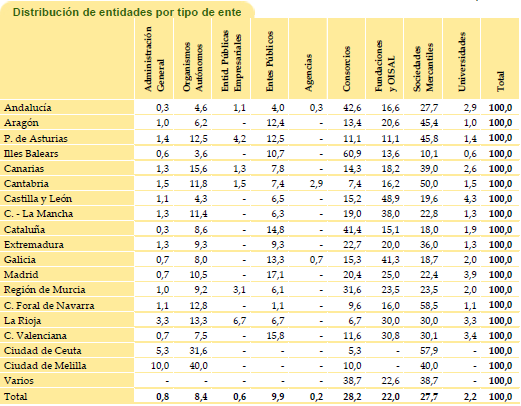 Distribución de entidades por tipo de ente
Administración General Organismos Autónomos Entid. Públicas Empresariales Entes Públicos Agencias Consorcios Fundaciones y OISAL Sociedades Mercantiles Universidades Total
Andalucía 0,3 4,6 1,1 4,0 0,3 42,6 16,6 27,7 2,9 100,0
Aragón 1,0 6,2 - 12,4 - 13,4 20,6 45,4 1,0 100,0
P. de Asturias 1,4 12,5 4,2 12,5 - 11,1 11,1 45,8 1,4 100,0
Illes Balears 0,6 3,6 - 10,7 - 60,9 13,6 10,1 0,6 100,0
Canarias 1,3 15,6 1,3 7,8 - 14,3 18,2 39,0 2,6 100,0
Cantabria 1,5 11,8 1,5 7,4 2,9 7,4 16,2 50,0 1,5 100,0
Castilla y León 1,1 4,3 - 6,5 - 15,2 48,9 19,6 4,3 100,0
C. - La Mancha 1,3 11,4 - 6,3 - 19,0 38,0 22,8 1,3 100,0
Cataluña 0,3 8,6 - 14,8 - 41,4 15,1 18,0 1,9 100,0
Extremadura 1,3 9,3 - 9,3 - 22,7 20,0 36,0 1,3 100,0
Galicia 0,7 8,0 - 13,3 0,7 15,3 41,3 18,7 2,0 100,0
Madrid 0,7 10,5 - 17,1 - 20,4 25,0 22,4 3,9 100,0
Región de Murcia 1,0 9,2 3,1 6,1 - 31,6 23,5 23,5 2,0 100,0
C. Foral de Navarra 1,1 12,8 - 1,1 - 9,6 16,0 58,5 1,1 100,0
La Rioja 3,3 13,3 6,7 6,7 - 6,7 30,0 30,0 3,3 100,0
C. Valenciana 0,7 7,5 - 15,8 - 11,6 30,8 30,1 3,4 100,0
Ciudad de Ceuta 5,3 31,6 - - - 5,3 - 57,9 - 100,0
Ciudad de Melilla 10,0 40,0 - - - 10,0 - 40,0 - 100,0
Varios - - - - - 38,7 22,6 38,7 - 100,0
Total 0,8 8,4 0,6 9,9 0,2 28,2 22,0 27,7 2,2 100,0